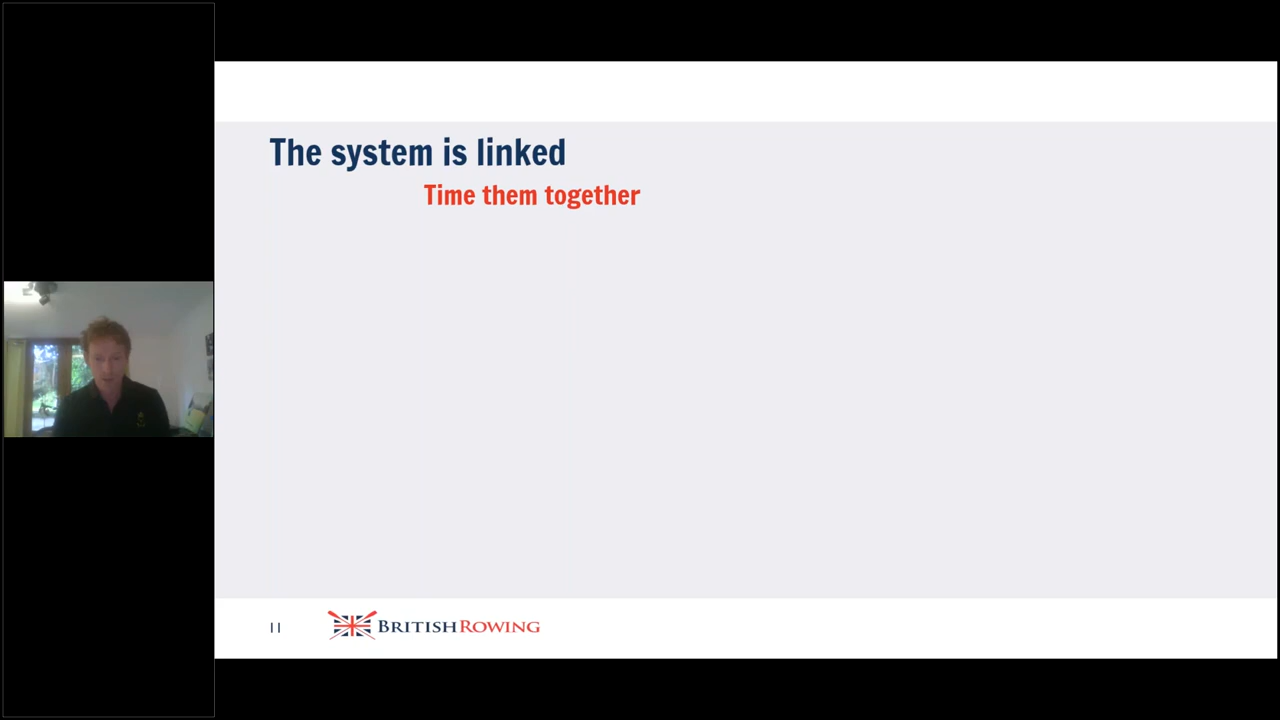 The system is linked
Time them together
11
BRITISH ROWING